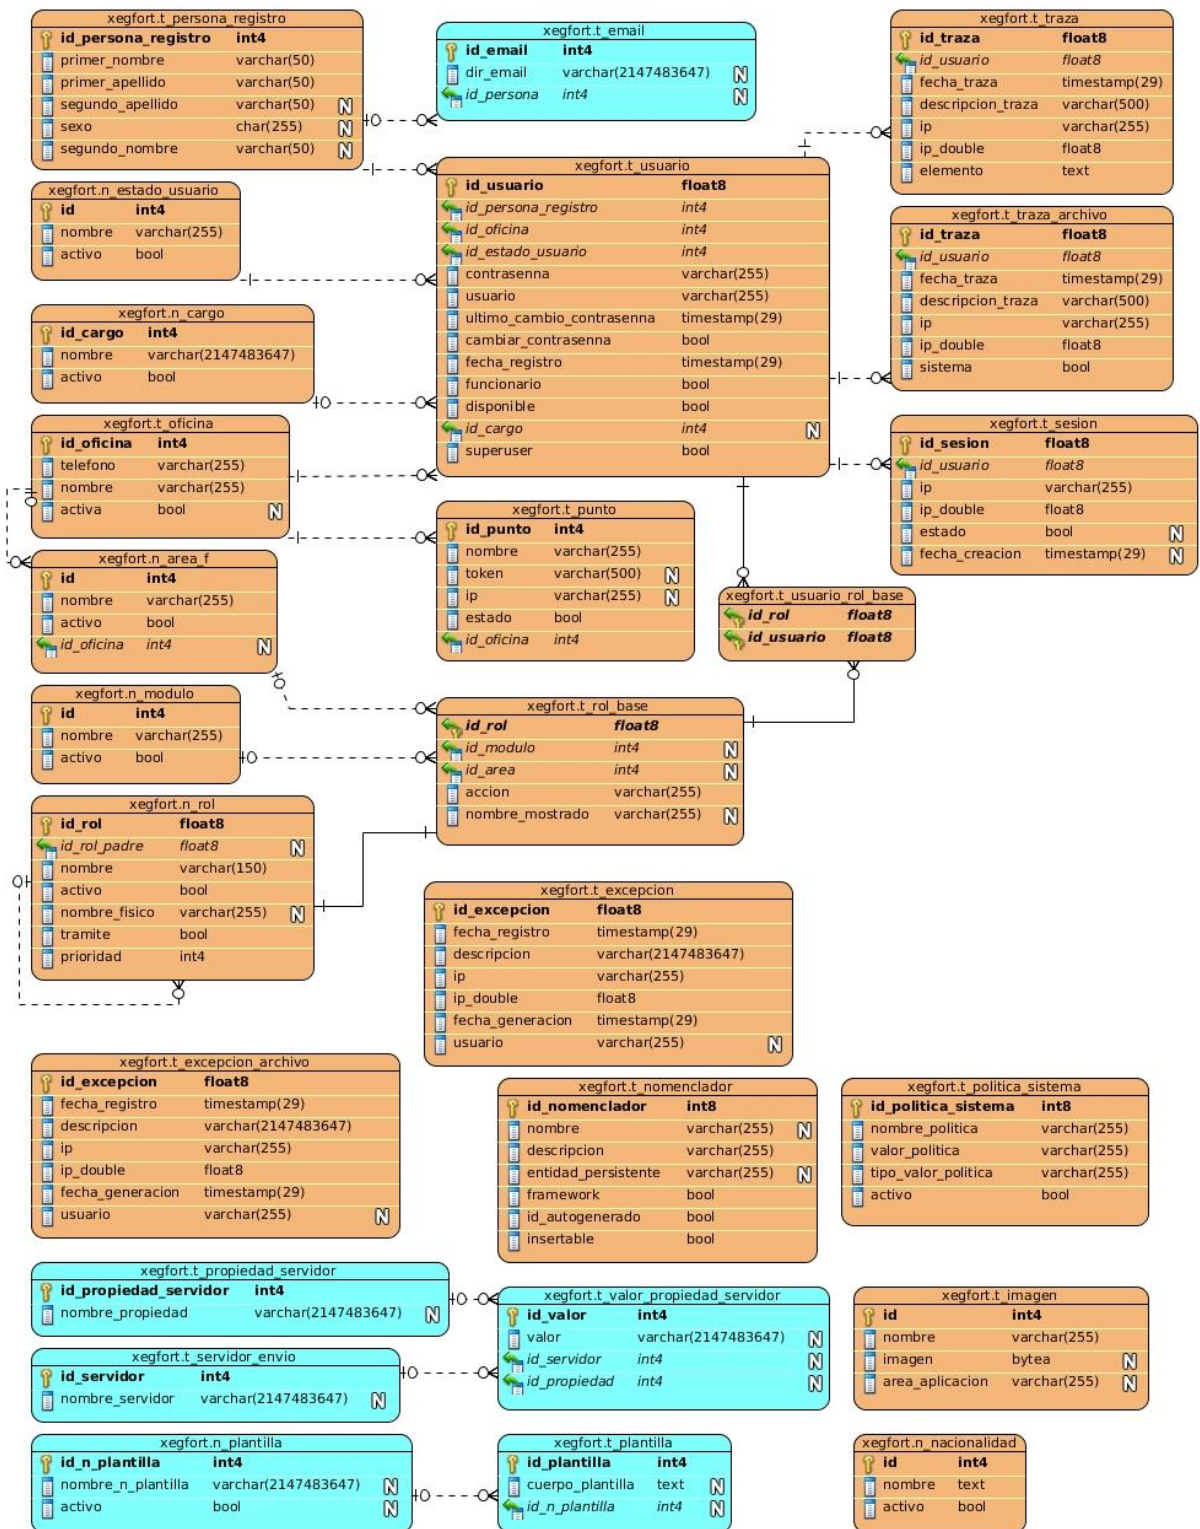 xegfort.t_persona_registro
id_persona_registro int4
primer_nombre varchar(50)
primer_apellido varchar(50)
segundo_apellido varchar(50) N
sexo char(255) N
segundo_nombre varchar(50) N
xegfort.t_email
id_email int4
dir_email varchar(2147483647) N
id_persona int4 N
xegfort.t_traza
id_traza float8
id_usuario float8
fecha_traza timestamp(29)
descripcion_traza varchar(500)
ip varchar(255)
ip_double float8
elemento text
xegfort.n_estado_usuario
id int4
nombre varchar(255)
activo bool
xegfort.t_usuario
id_usuario float8
id_persona_registro int4
id_oficina int4
id_estado_usuario int4
contrasenna varchar(255)
usuario varchar(255)
ultimo_cambio_contrasenna timestamp(29)
cambiar_contrasenna bool
fecha_registro timestamp(29)
funcionario bool
disponible bool
id_cargo int4 N
superuser bool
xegfort.t_traza_archivo
id_traza float8
id_usuario float8
fecha_traza timestamp(29)
descripcion_traza varchar(500)
ip varchar(255)
ip_double float8
sistema bool
xegfort.n_cargo
id_cargo int4
nombre varchar(2147483647)
activo bool
xegfort.t_oficina
id_oficina int4
telefono varchar(255)
nombre varchar(255)
activa bool N
xegfort.t_sesion
id_sesion float8
id_usuario float8
ip varchar(255)
ip_double float8
estado bool N
fecha_creacion timestamp(29) N
xegfort.t_punto
id_punto int4
nombre varchar(255)
token varchar(500) N
ip varchar(255) N
estado bool
id_oficina int4
xegfort.n_area_f
id int4
nombre varchar(255)
activo bool
id_oficina int4 N
xegfort.t_usuario_rol_base
id_rol float8
id_usuario float8
xegfort.n_modulo
id int4
nombre varchar(255)
activo bool
xegfort.t_rol_base
id_rol float8
id_modulo int4 N
id_area int4 N
accion varchar(255)
nombre_mostrado varchar(255) N
xegfort.n_rol
id_rol float8
id_rol_padre float8 N
nombre varchar(150)
activo bool
nombre_fisico varchar(255) N
tramite bool
prioridad int4
xegfort.t_excepcion
id_excepcion float8
fecha_registro timestamp(29)
descripcion varchar(2147483647)
ip varchar(255)
ip_double float8
fecha_generacion timestamp(29)
usuario varchar(255) N
xegfort.t_excepcion_archivo
id_excepcion float8
fecha_registro timestamp(29)
descripcion varchar(2147483647)
ip varchar(255)
ip_double float8
fecha_generacion timestamp(29)
usuario varchar(255) N
xegfort.t_nomenclador
id_nomenclador int8
nombre varchar(255) N
descripcion varchar(255)
entidad_persistente varchar(255) N
framework bool
id_autogenerado bool
insertable bool
xegfort.t_politica_sistema
id_politica_sistema int8
nombre_politica varchar(255)
valor_politica varchar(255)
tipo_valor_politica varchar(255)
activo bool
xegfort.t_propiedad_servidor
id_propiedad_servidor int4
nombre_propiedad varchar(2147483647) N
xegfort.t_valor_propiedad_servidor
id_valor int4
valor varchar(2147483647) N
id_servidor int4 N
id_propiedad int4 N
xegfort.t_imagen
id int4
nombre varchar(255)
imagen bytea N
area_aplicacion varchar(255) N
xegfort.t_servidor_envio
id_servidor int4
nombre_servidor varchar(2147483647) N
xegfort.n_plantilla
id_n_plantilla int4
nombre_n_plantilla varchar(2147483647) N
activo bool N
xegfort.t_plantilla
id_plantilla int4
cuerpo_plantilla text N
id_n_plantilla int4 N
xegfort.n_nacionalidad
id int4
nombre text
activo bool